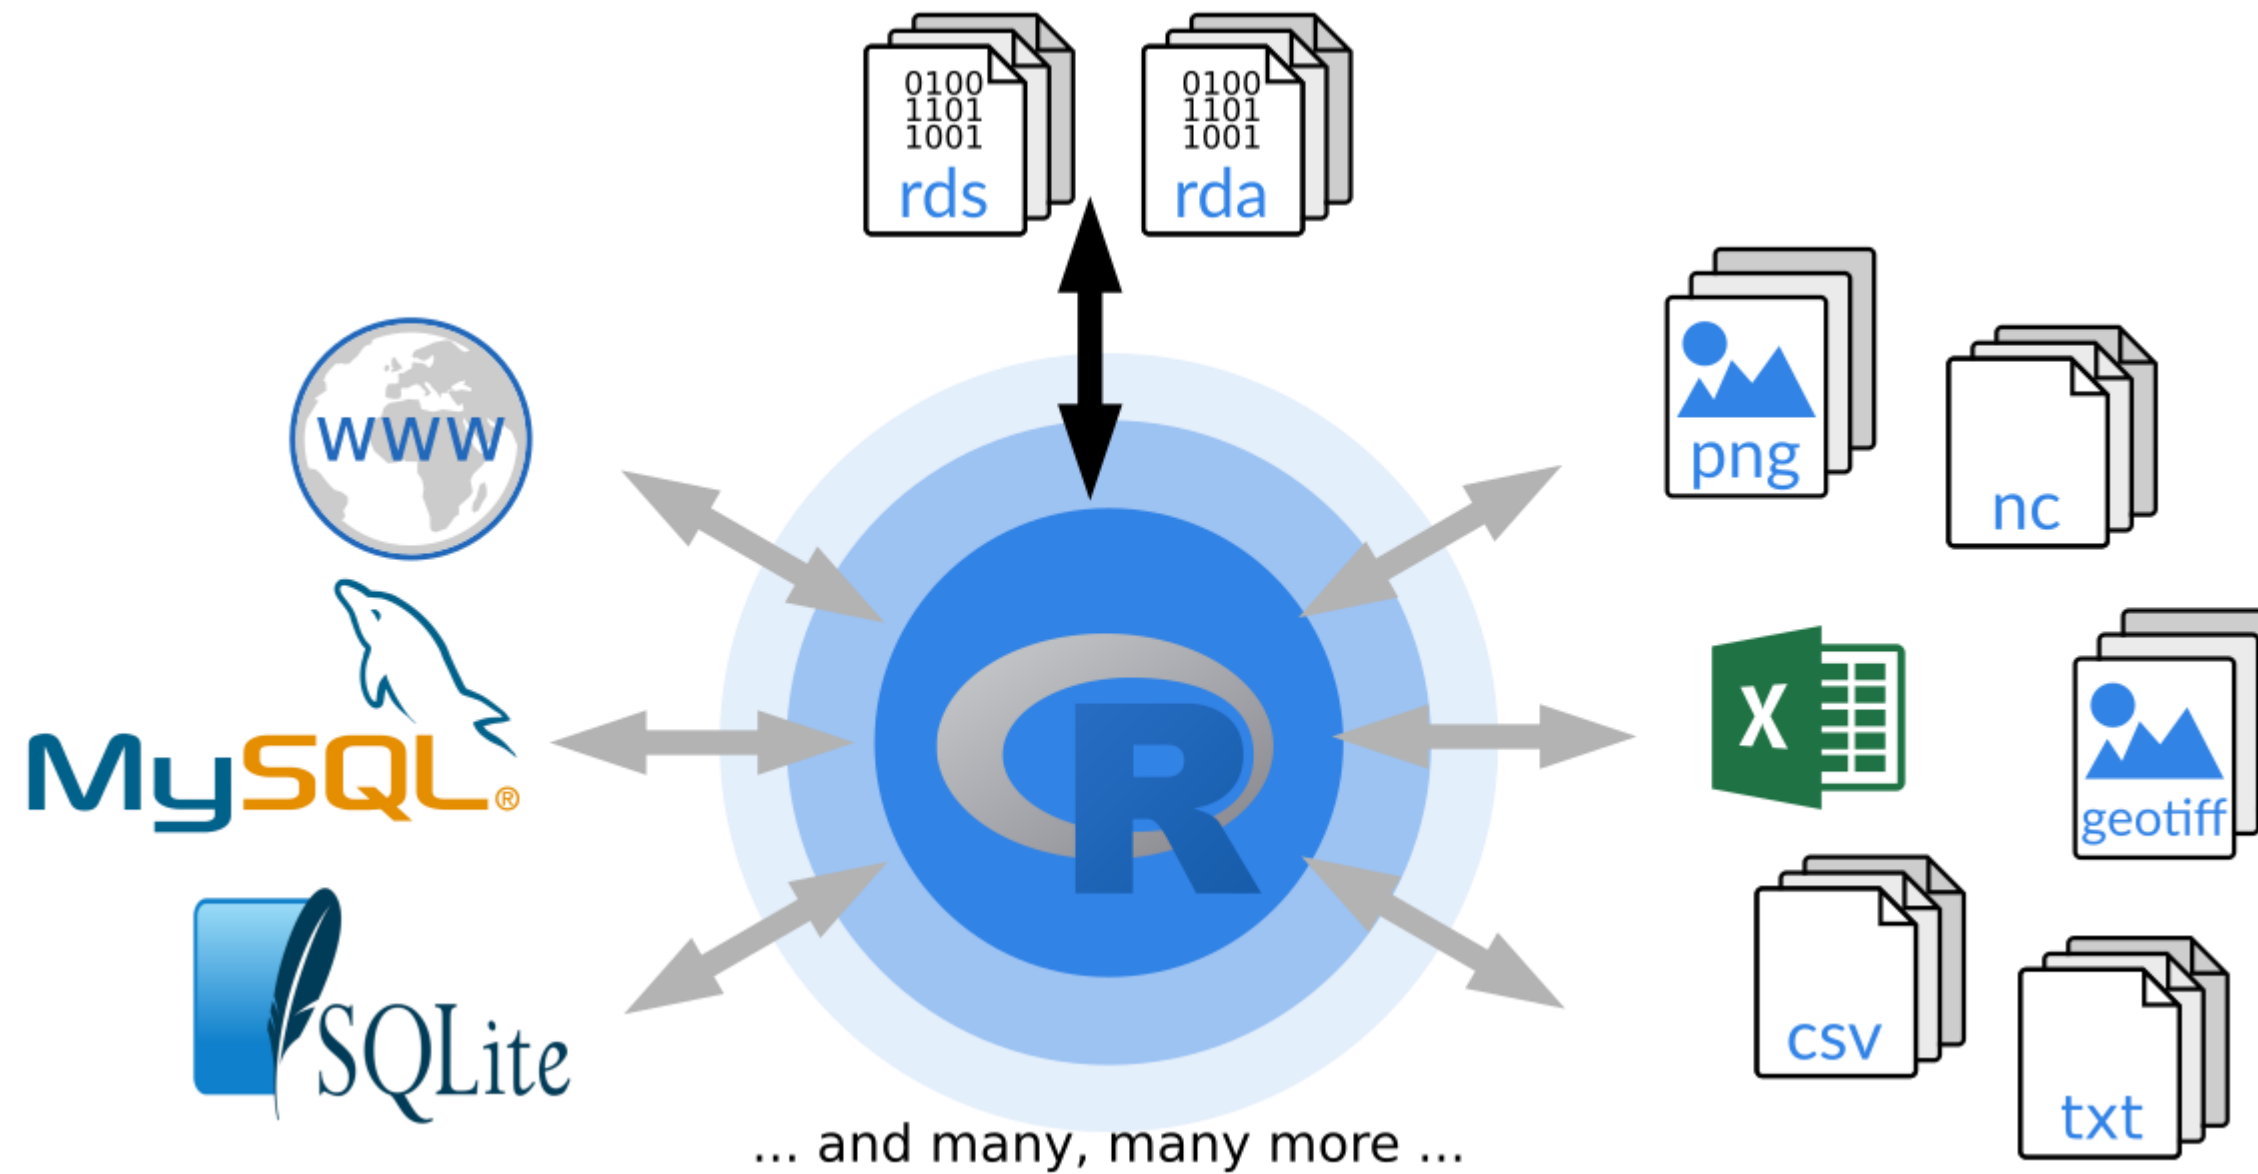 0100
1101
1001
rds
0100
1101
1001
rda
www
png
nc
MySQL®
X
geotiff
R
SQLite
csv
txt
... and many, many more ...